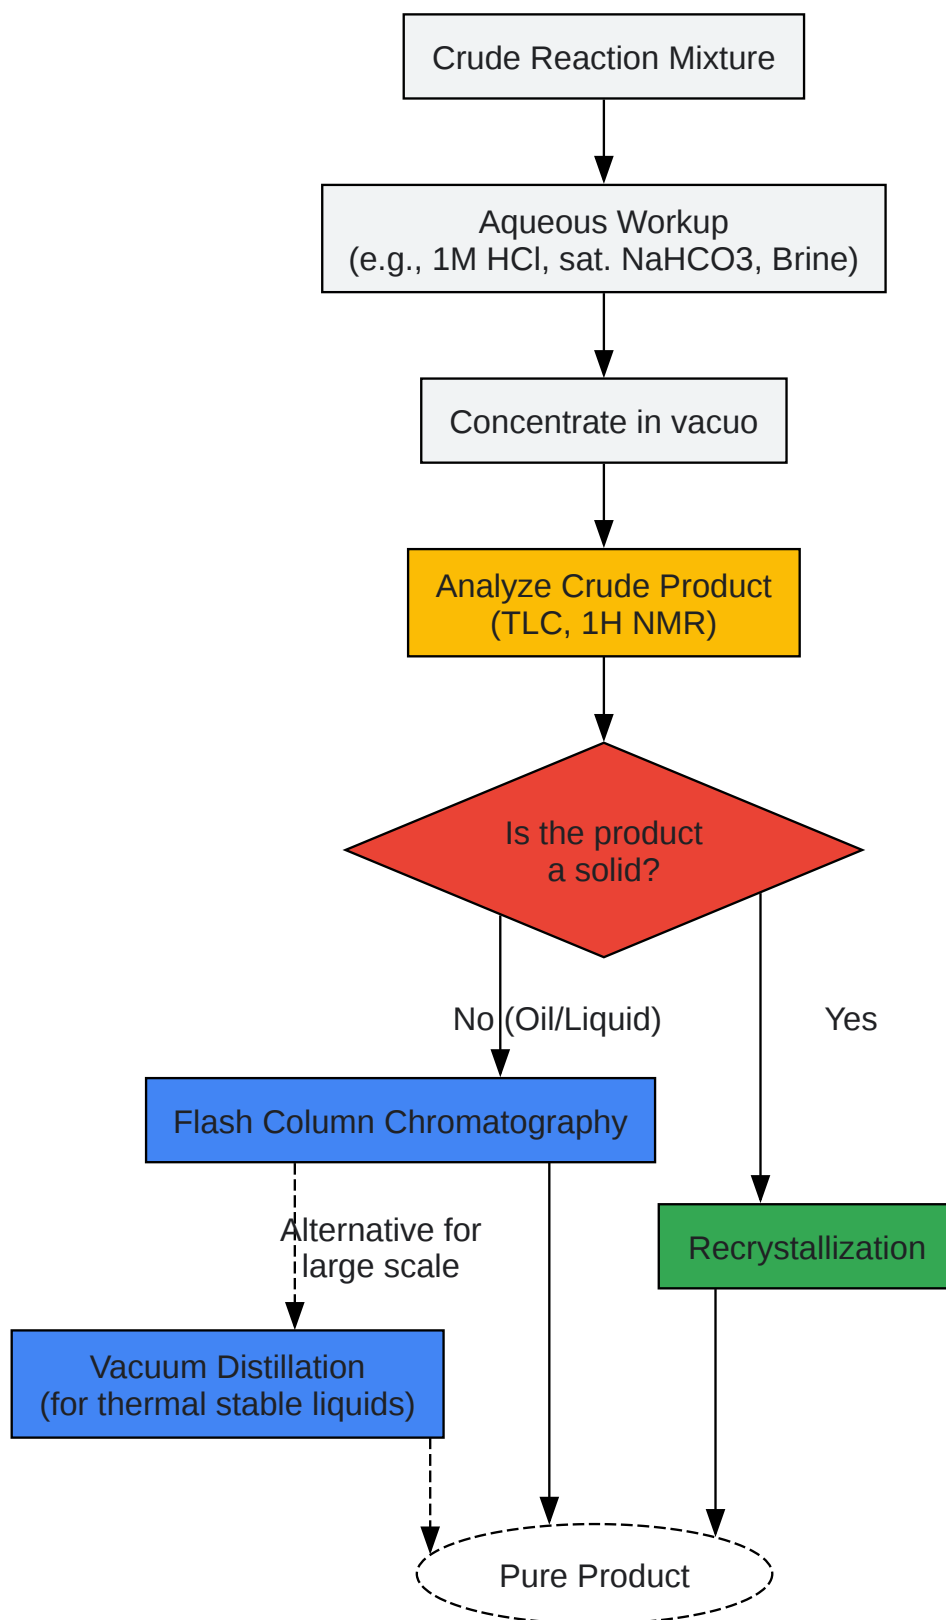 Crude Reaction Mixture
Aqueous Workup
(e.g., 1M HCl, sat. NaHCO3, Brine)
Concentrate in vacuo
Analyze Crude Product
(TLC, 1H NMR)
Is the product
a solid?
No (Oil/Liquid)
Yes
Flash Column Chromatography
Alternative for
large scale
Recrystallization
Vacuum Distillation
(for thermal stable liquids)
Pure Product